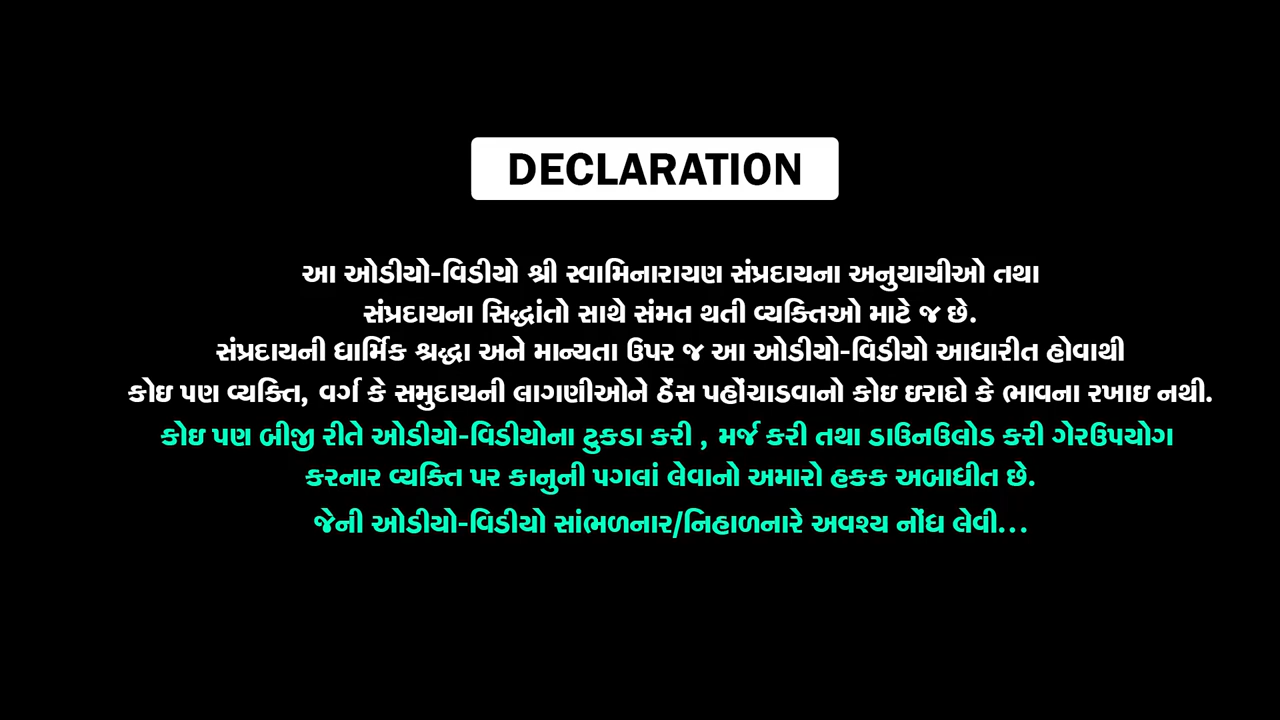 DECLARATION
આ ઓડીયો-વિડીયો શ્રી સ્વામિનારાયણ સંપ્રદાયના અનુયાયીઓ તથા
સંપ્રદાયના સિદ્ધાંતો સાથે સંમત થતી વ્યક્તિઓ માટે જ છે.
સંપ્રદાયની ધાર્મિક શ્રદ્ધા અને માન્યતા ઉપર જ આ ઓડીયો-વિડીયો આધારીત હોવાથી
કોઇ પણ વ્યક્તિ, વર્ગ કે સમુદાયની લાગણીઓને ઠેંસ પહોંચાડવાનો કોઇ ઇરાદો કે ભાવના રખાઇ નથી.
કોઇ પણ બીજી રીતે ઓડીયો-વિડીયોના ટુકડા કરી , મર્જ કરી તથા ડાઉનઉલોડ કરી ગેરઉપયોગ
કરનાર વ્યક્તિ પર કાનુની પગલાં લેવાનો અમારો હકક અબાધીત છે.
જેની ઓડીયો-વિડીયો સાંભળનાર/નિહાળનારે અવશ્ય નોંધ લેવી...